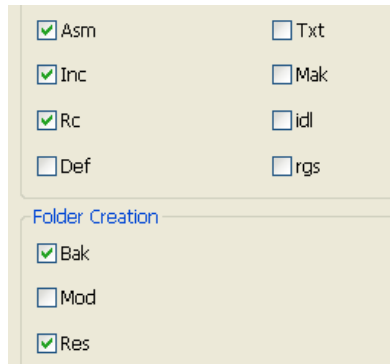 Asm Txt
Inc Mak
Rc idl
Def rgs
Folder Creation
Bak
Mod
Res